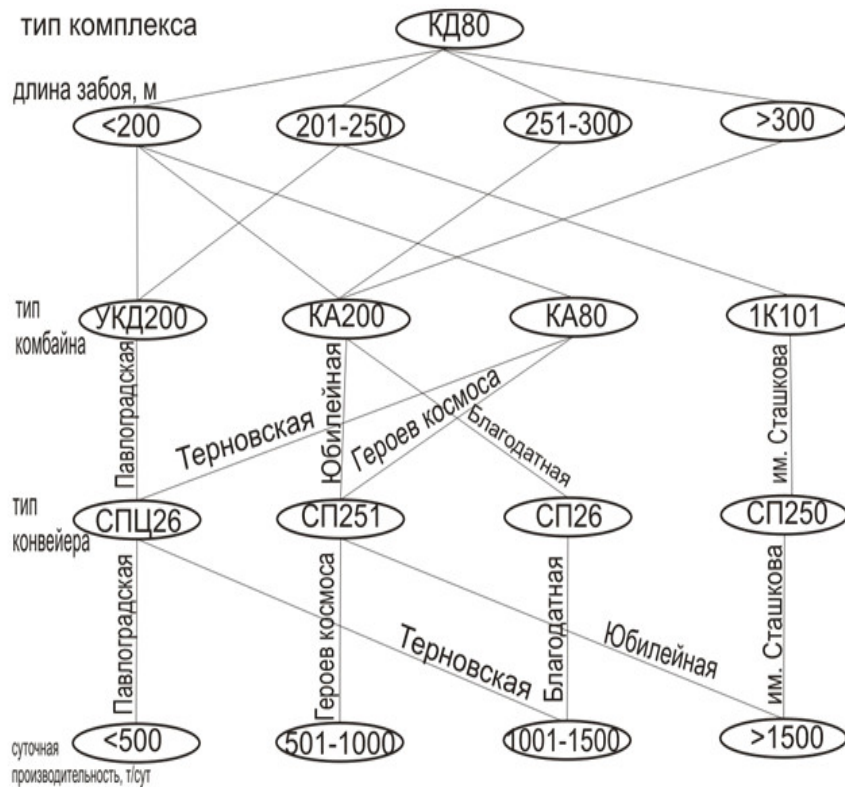 тип комплекса
КД80
длина забоя, м
<200
201-250
251-300
>300
тип
комбайна
УКД200
КА200
КА80
1К101
Павлоградская
Терновская
Юбилейная
Героев космоса
Благодатная
им. Сташкова
тип
конвейера
СПЦ26
СП251
СП26
СП250
Павлоградская
Героев космоса
Терновская
Благодатная
Юбилейная
им. Сташкова
суточная
производительность, т/сут
<500
501-1000
1001-1500
>1500